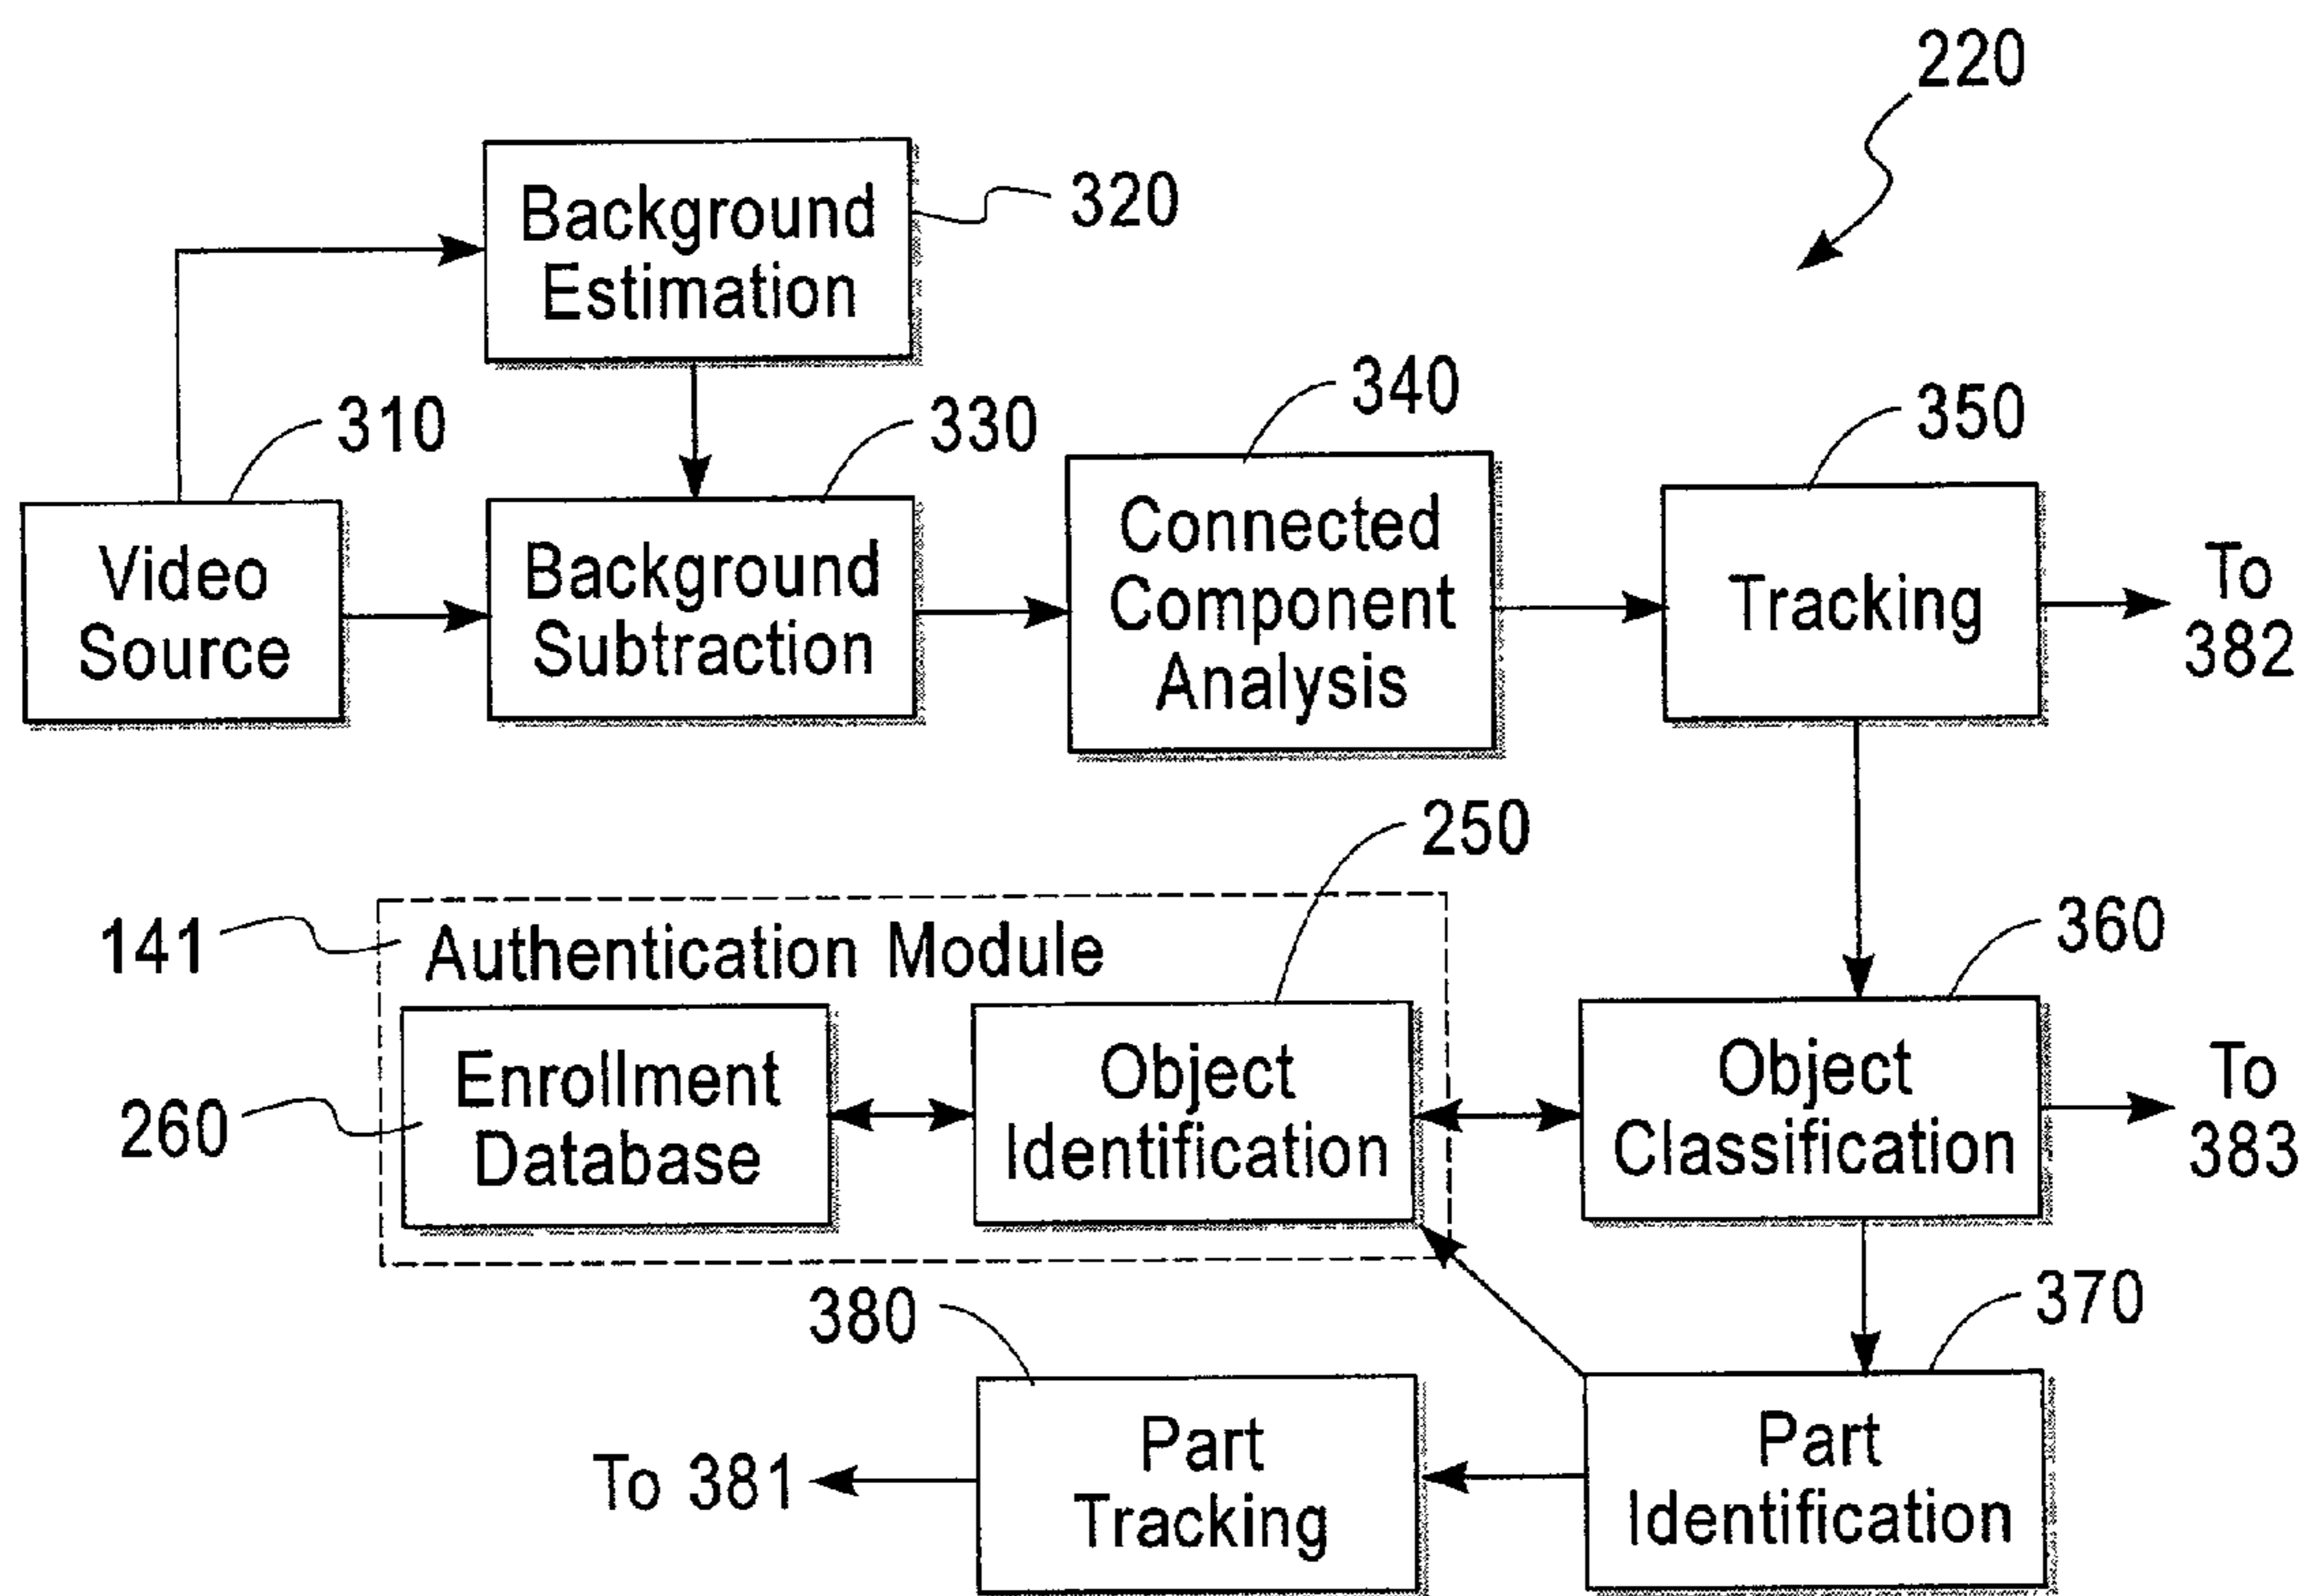 220
Background
Estimation
320
310
330
340
350
Video
Source
Background
Subtraction
Connected
Component
Analysis
Tracking
To
382
250
141
Authentication Module
360
260
Enrollment
Database
Object
Identification
Object
Classification
To
383
380
370
To 381
Part
Tracking
Part
Identification